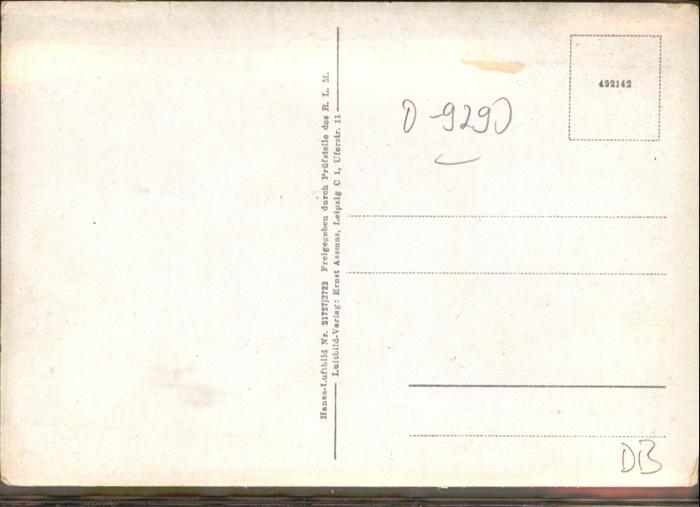 Hansa-Luftbild Nr. 21727/3722 Freigegeben durch Prüfstelle des R. L. M.
Luftbild-Verlag: Ernst Assmus, Leipzig C 1, Uferstr. 11
492142
D-9290
DB